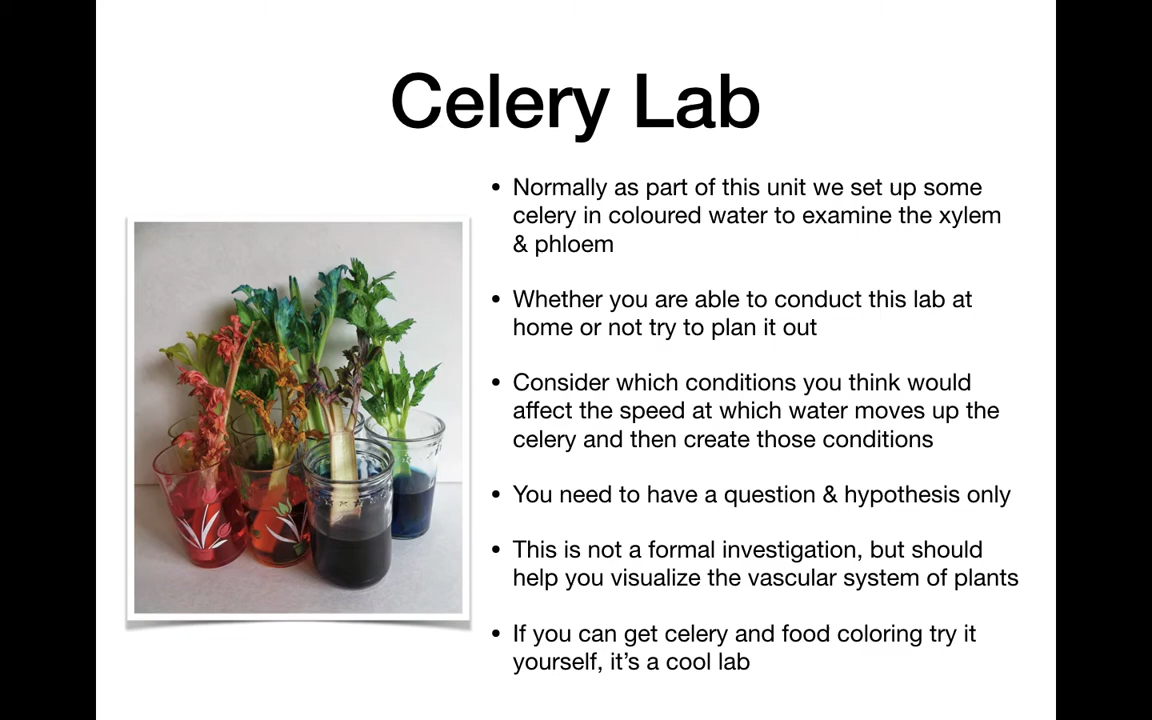 Celery Lab
• Normally as part of this unit we set up some
celery in coloured water to examine the xylem
& phloem
• Whether you are able to conduct this lab at
home or not try to plan it out
• Consider which conditions you think would
affect the speed at which water moves up the
celery and then create those conditions
• You need to have a question & hypothesis only
• This is not a formal investigation, but should
help you visualize the vascular system of plants
• If you can get celery and food coloring try it
yourself, it’s a cool lab